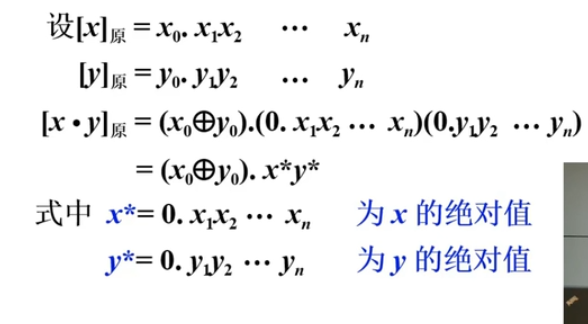 设[x]原 = x₀. x₁x₂ … xₙ
[y]原 = y₀. y₁y₂ … yₙ
[x • y]原 = (x₀⊕y₀).(0. x₁x₂ … xₙ)(0.y₁y₂ … yₙ)
= (x₀⊕y₀). x*y*
式中 x*= 0. x₁x₂ … xₙ 为 x 的绝对值
y*= 0. y₁y₂ … yₙ 为 y 的绝对值